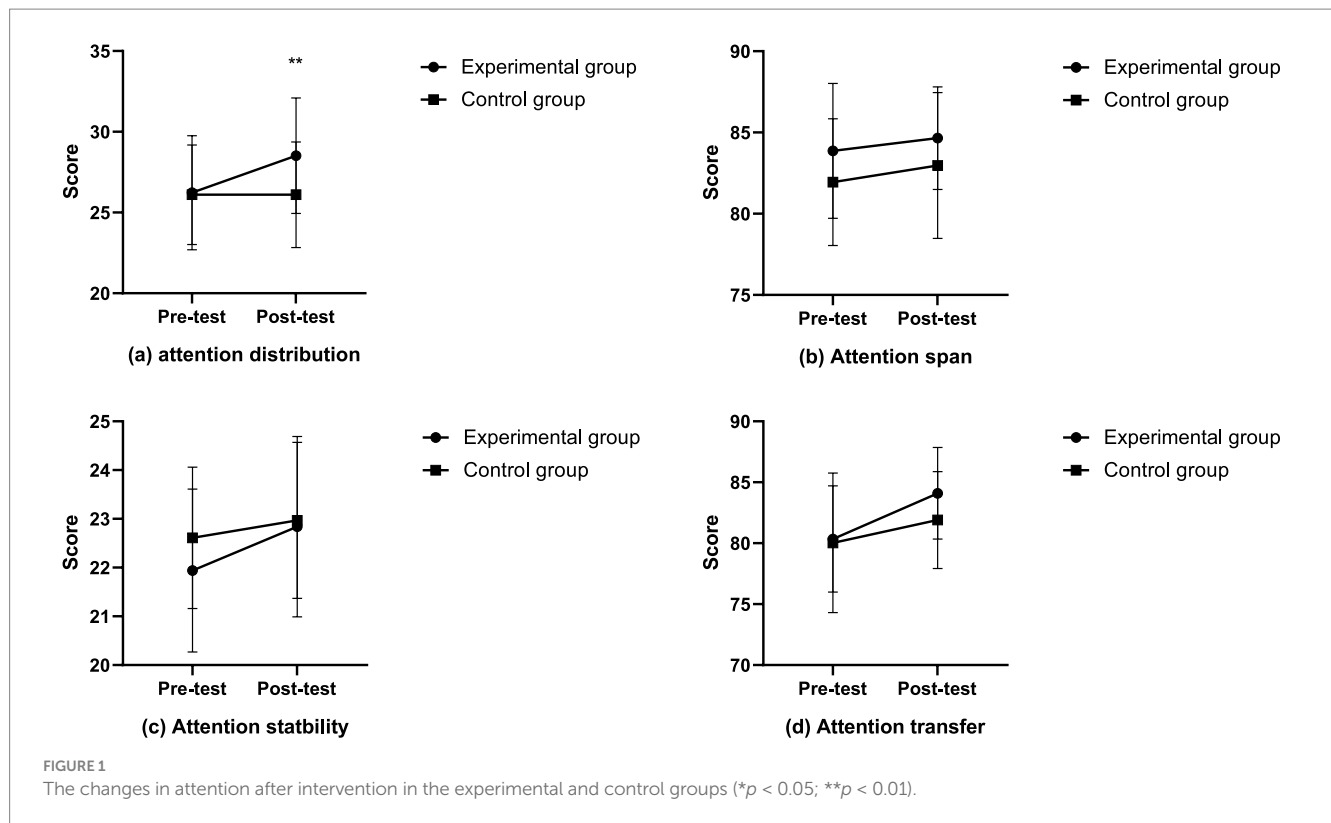 35
30
25
20
Score
**
Experimental group
Control group
Pre-test
Post-test
(a) attention distribution
90
85
80
75
Score
Experimental group
Control group
Pre-test
Post-test
(b) Attention span
25
24
23
22
21
20
Score
Experimental group
Control group
Pre-test
Post-test
(c) Attention statbility
90
85
80
75
70
Score
Experimental group
Control group
Pre-test
Post-test
(d) Attention transfer
FIGURE 1
The changes in attention after intervention in the experimental and control groups (*p < 0.05; **p < 0.01).